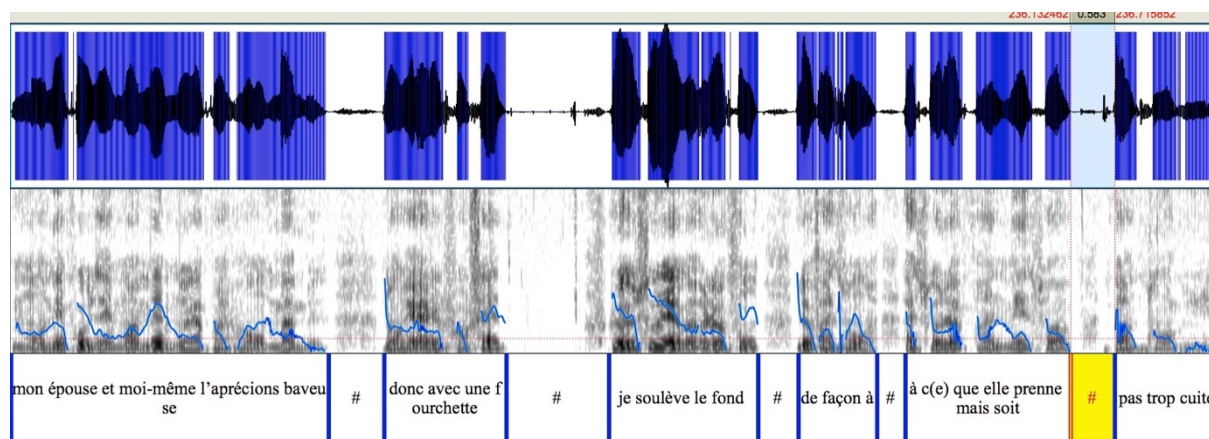 236.132462 0.583 236.715852
mon épouse et moi-même l'aprécions baveu
se
#
donc avec une f
ourchette
#
je soulève le fond
#
de façon à
#
à c(e) que elle prenne
mais soit
#
pas trop cuite